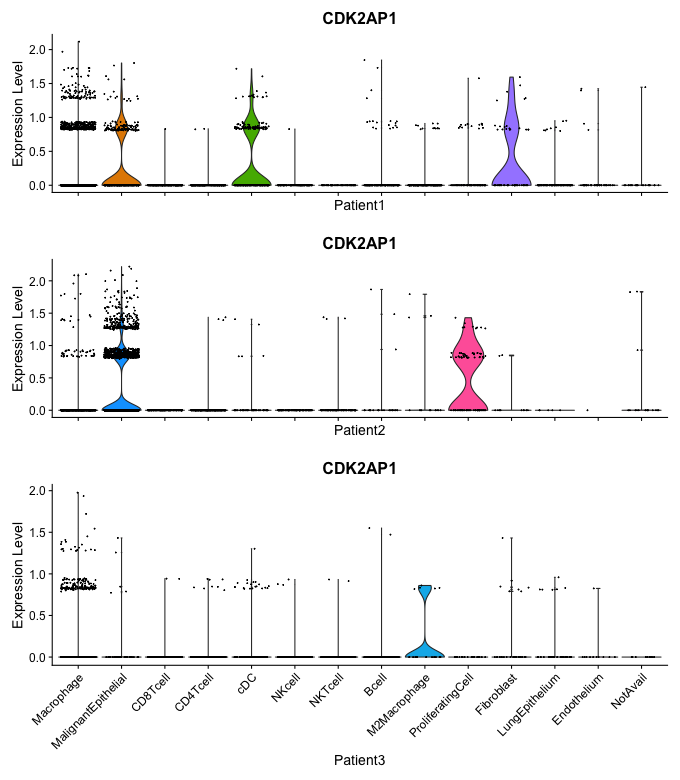 CDK2AP1
Expression Level
2.0
1.5
1.0
0.5
0.0
Patient1
CDK2AP1
Expression Level
2.0
1.5
1.0
0.5
0.0
Patient2
CDK2AP1
Expression Level
2.0
1.5
1.0
0.5
0.0
Macrophage
MalignantEpithelial
CD8Tcell
CD4Tcell
cDC
NKcell
NKTcell
Bcell
M2Macrophage
ProliferatingCell
Fibroblast
LungEpithelium
Endothelium
NotAvail
Patient3